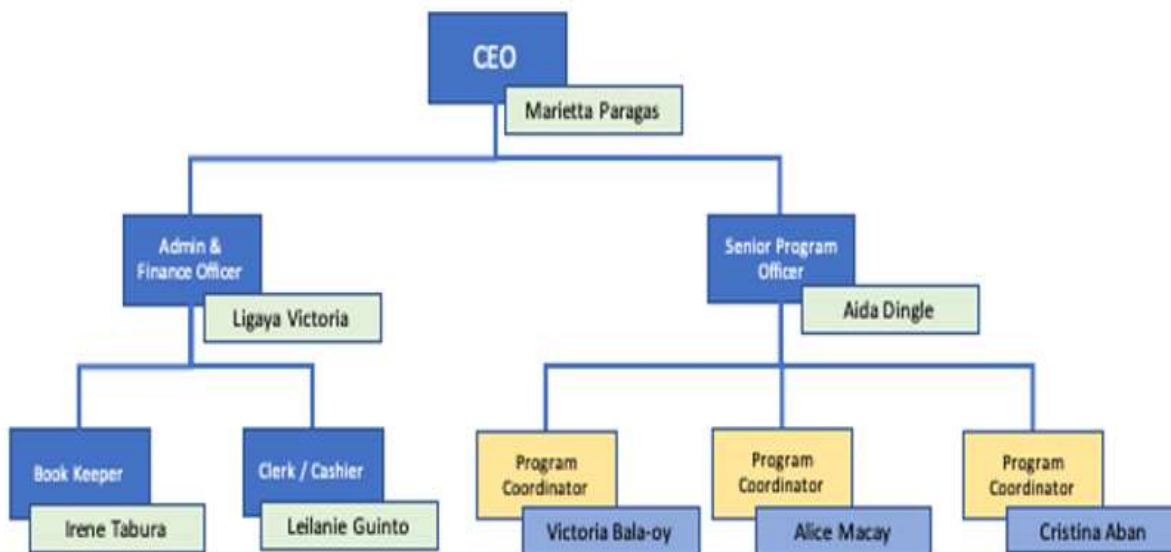 CEO
Marietta Paragas
Admin &
Finance Officer
Ligaya Victoria
Senior Program
Officer
Aida Dingle
Book Keeper
Irene Tabura
Clerk / Cashier
Leilanie Guinto
Program
Coordinator
Victoria Bala-oy
Program
Coordinator
Alice Macay
Program
Coordinator
Cristina Aban